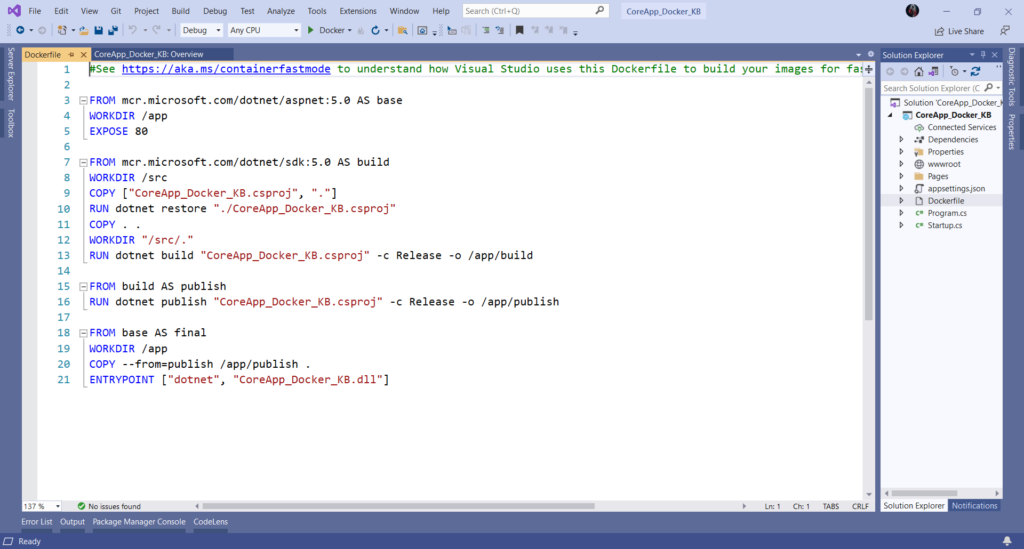 File Edit View Git Project Build Debug Test Analyze Tools Extensions Window Help Search (Ctrl+Q) CoreApp_Docker_KB
Debug Any CPU Docker Live Share
Server Explorer
Toolbox
Dockerfile CoreApp_Docker_KB: Overview
1 #See https://aka.ms/containerfastmode to understand how Visual Studio uses this Dockerfile to build your images for fas
2
3 FROM mcr.microsoft.com/dotnet/aspnet:5.0 AS base
4 WORKDIR /app
5 EXPOSE 80
6
7 FROM mcr.microsoft.com/dotnet/sdk:5.0 AS build
8 WORKDIR /src
9 COPY ["CoreApp_Docker_KB.csproj", "."]
10 RUN dotnet restore "./CoreApp_Docker_KB.csproj"
11 COPY . .
12 WORKDIR "/src/."
13 RUN dotnet build "CoreApp_Docker_KB.csproj" -c Release -o /app/build
14
15 FROM build AS publish
16 RUN dotnet publish "CoreApp_Docker_KB.csproj" -c Release -o /app/publish
17
18 FROM base AS final
19 WORKDIR /app
20 COPY --from=publish /app/publish .
21 ENTRYPOINT ["dotnet", "CoreApp_Docker_KB.dll"]
137 % No issues found Ln: 1 Ch: 1 TABS CRLF
Solution Explorer
Search Solution Explorer (C
Solution 'CoreApp_Docker_K
CoreApp_Docker_KB
Connected Services
Dependencies
Properties
wwwroot
Pages
appsettings.json
Dockerfile
Program.cs
Startup.cs
Solution Explorer Notifications
Diagnostic Tools
Properties
Error List Output Package Manager Console CodeLens
Ready